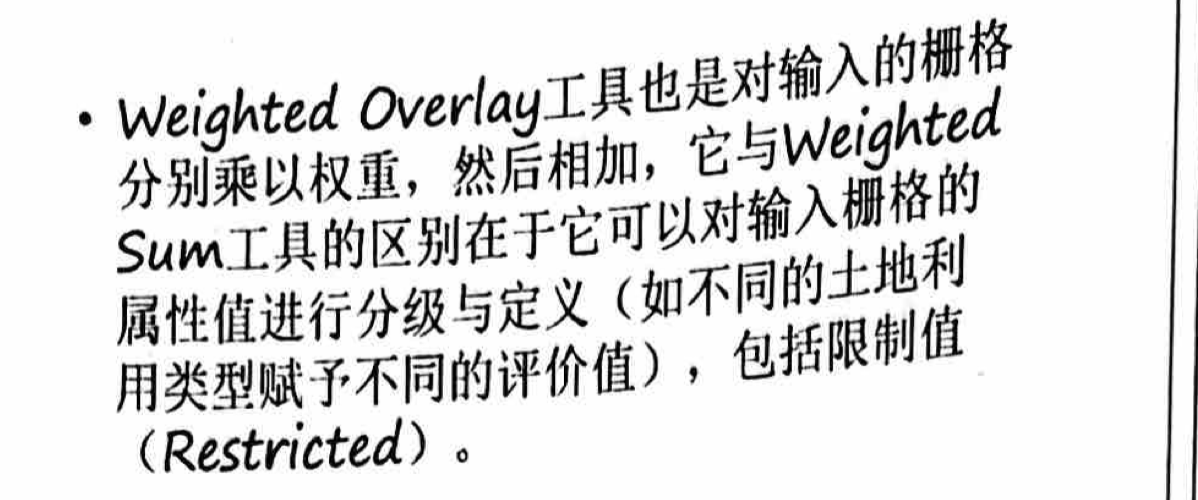 • Weighted Overlay工具也是对输入的栅格
分别乘以权重，然后相加，它与Weighted
Sum工具的区别在于它可以对输入栅格的
属性值进行分级与定义（如不同的土地利
用类型赋予不同的评价值），包括限制值
（Restricted）。